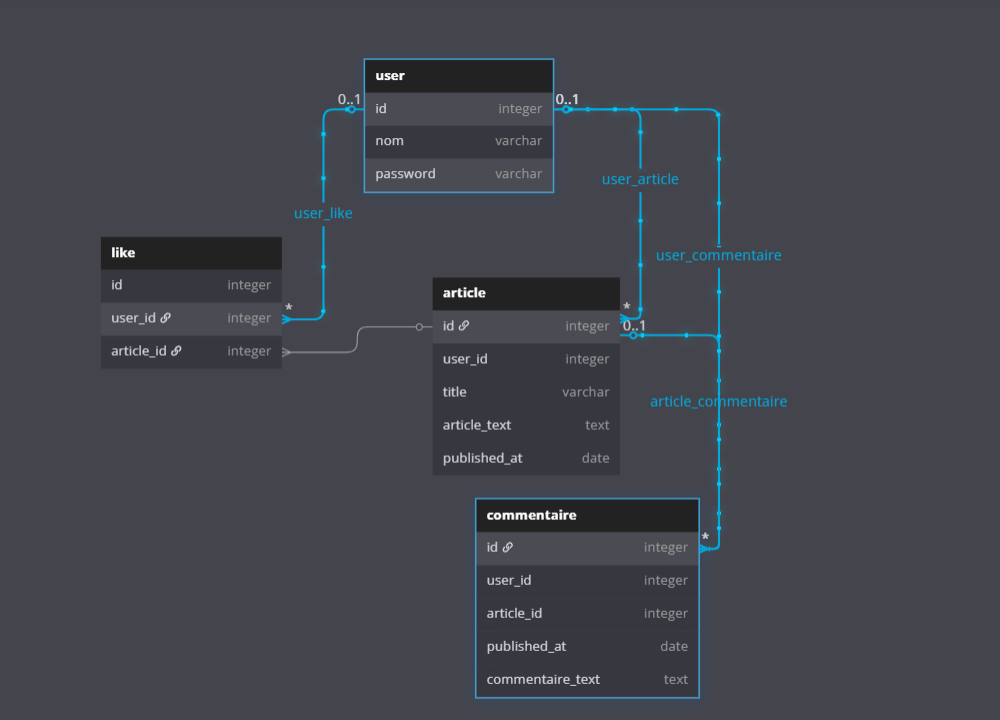 user
0..1
0..1
id integer
nom varchar
password varchar
user_article
user_like
user_commentaire
like
id integer
user_id integer
article_id integer
*
article
*
id integer
0..1
user_id integer
title varchar
article_text text
published_at date
article_commentaire
commentaire
*
id integer
user_id integer
article_id integer
published_at date
commentaire_text text